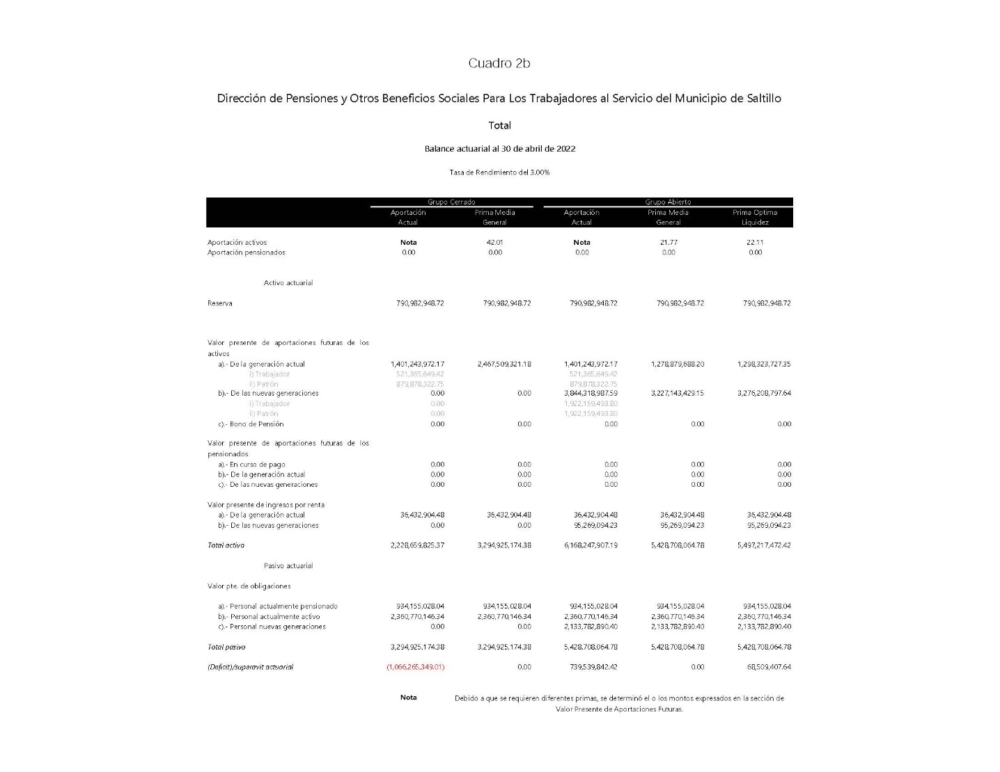 Cuadro 2b
Dirección de Pensiones y Otros Beneficios Sociales Para Los Trabajadores al Servicio del Municipio de Saltillo
Total
Balance actuarial al 30 de abril de 2022
Tasa de Rendimiento del 3.00%
Grupo Cerrado Grupo Abierto
Aportación Prima Media Aportación Prima Media Prima Optima
Actual General Actual General Liquidez
Aportación activos Nota 42.01 Nota 21.77 22.11
Aportación pensionados 0.00 0.00 0.00 0.00 0.00
Activo actuarial
Reserva 790,982,948.72 790,982,948.72 790,982,948.72 790,982,948.72 790,982,948.72
Valor presente de aportaciones futuras de los
activos
a).- De la generación actual 1,401,243,972.17 2,467,509,321.18 1,401,243,972.17 1,278,879,688.20 1,298,323,727.35
i) Trabajador 521,365,649.42 521,365,649.42
ii) Patrón 879,878,322.75 879,878,322.75
b).- De las nuevas generaciones 0.00 0.00 3,844,318,987.59 3,227,143,429.15 3,276,208,797.64
i) Trabajador 0.00 1,922,159,493.80
ii) Patrón 0.00 1,922,159,493.80
c).- Bono de Pensión 0.00 0.00 0.00 0.00 0.00
Valor presente de aportaciones futuras de los
pensionados
a).- En curso de pago 0.00 0.00 0.00 0.00 0.00
b).- De la generación actual 0.00 0.00 0.00 0.00 0.00
c).- De las nuevas generaciones 0.00 0.00 0.00 0.00 0.00
Valor presente de ingresos por renta
a).- De la generación actual 36,432,904.48 36,432,904.48 36,432,904.48 36,432,904.48 36,432,904.48
b).- De las nuevas generaciones 0.00 0.00 95,269,094.23 95,269,094.23 95,269,094.23
Total activo 2,228,659,825.37 3,294,925,174.38 6,168,247,907.19 5,428,708,064.78 5,497,217,472.42
Pasivo actuarial
Valor pte. de obligaciones
a).- Personal actualmente pensionado 934,155,028.04 934,155,028.04 934,155,028.04 934,155,028.04 934,155,028.04
b).- Personal actualmente activo 2,360,770,146.34 2,360,770,146.34 2,360,770,146.34 2,360,770,146.34 2,360,770,146.34
c).- Personal nuevas generaciones 0.00 0.00 2,133,782,890.40 2,133,782,890.40 2,133,782,890.40
Total pasivo 3,294,925,174.38 3,294,925,174.38 5,428,708,064.78 5,428,708,064.78 5,428,708,064.78
(Deficit)/superavit actuarial (1,066,265,349.01) 0.00 739,539,842.42 0.00 68,509,407.64
Nota Debido a que se requieren diferentes primas, se determinó el o los montos expresados en la sección de
Valor Presente de Aportaciones Futuras.